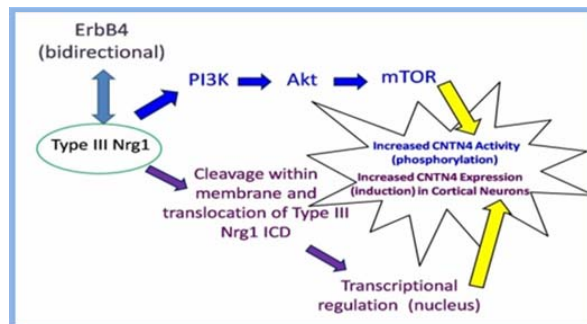 ErbB4
(bidirectional)
PI3K
Akt
mTOR
Type III Nrg1
Increased CNTN4 Activity
(phosphorylation)
Increased CNTN4 Expression
(induction) in Cortical Neurons
Cleavage within
membrane and
translocation of Type III
Nrg1 ICD
Transcriptional
regulation (nucleus)